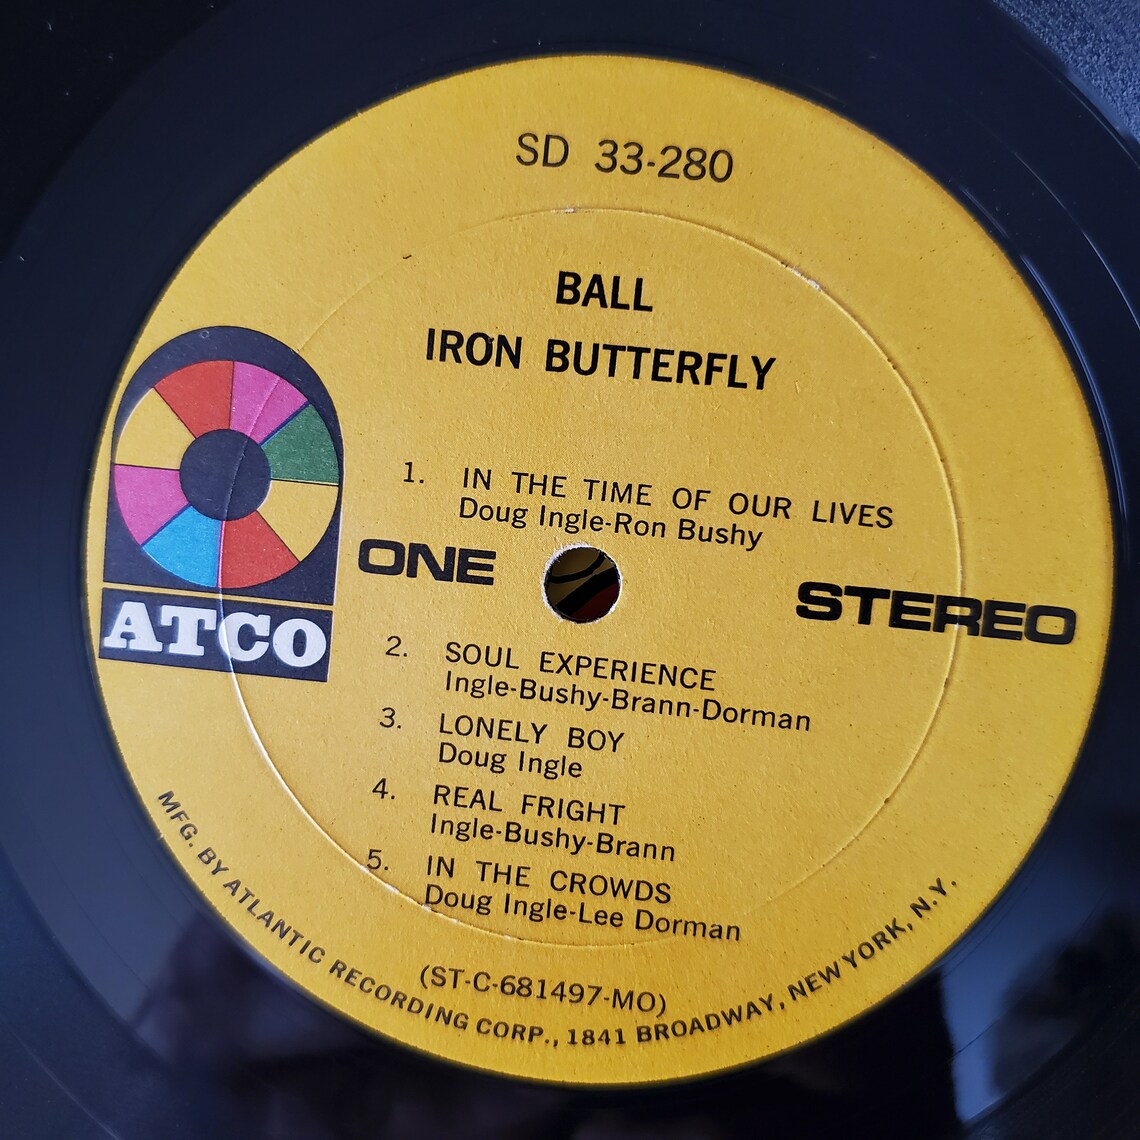 SD 33-280
BALL
IRON BUTTERFLY
1. IN THE TIME OF OUR LIVES
Doug Ingle-Ron Bushy
ONE
STEREO
ATCO
2. SOUL EXPERIENCE
Ingle-Bushy-Brann-Dorman
3. LONELY BOY
Doug Ingle
4. REAL FRIGHT
Ingle-Bushy-Brann
5. IN THE CROWDS
Doug Ingle-Lee Dorman
(ST-C-681497-MO)
MFG. BY ATLANTIC RECORDING CORP., 1841 BROADWAY, NEW YORK, N.Y.